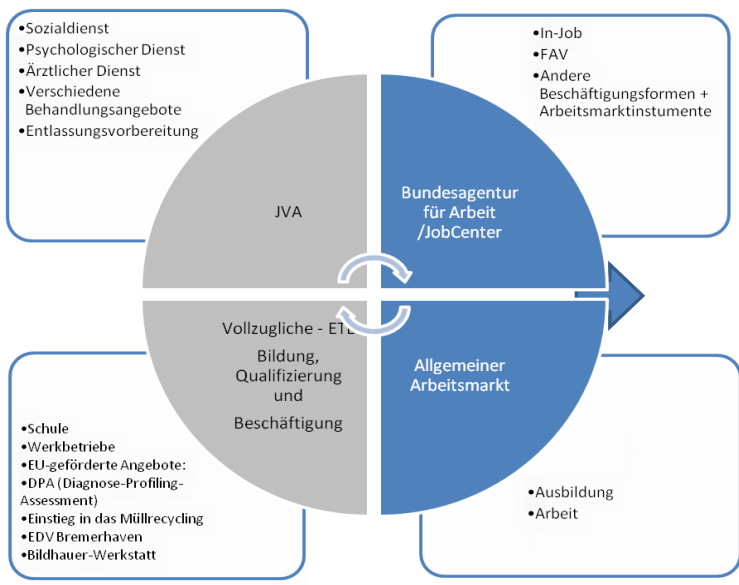 •Sozialdienst
•Psychologischer Dienst
•Ärztlicher Dienst
•Verschiedene
Behandlungsangebote
•Entlassungsvorbereitung
•In-Job
•FAV
•Andere
Beschäftigungsformen +
Arbeitsmarktinstumente
JVA
Bundesagentur
für Arbeit
/JobCenter
Vollzugliche -
Bildung,
Qualifizierung
und
Beschäftigung
Allgemeiner
Arbeitsmarkt
•Schule
•Werkbetriebe
•EU-geförderte Angebote:
•DPA (Diagnose-Profiling-
Assessment)
•Einstieg in das Müllrecycling
•EDV Bremerhaven
•Bildhauer-Werkstatt
•Ausbildung
•Arbeit